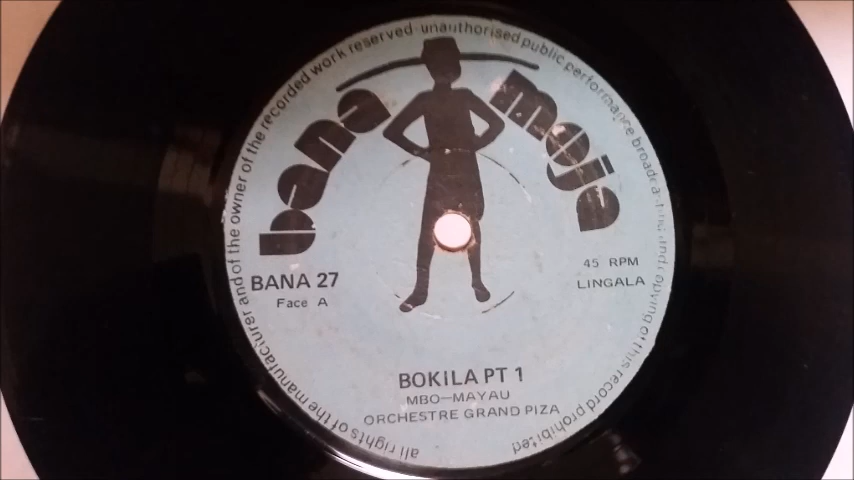 all rights of the manufacturer and of the owner of the recorded work reserved-unauthorised public performance broadcasting and copying of this record prohibited
bana moja
BANA 27
Face A
45 RPM
LINGALA
BOKILA PT 1
MBO—MAYAU
ORCHESTRE GRAND PIZA